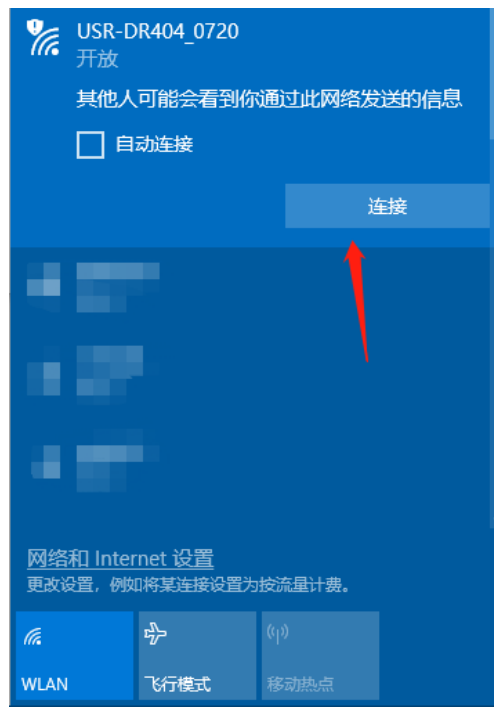 USR-DR404_0720
开放
其他人可能会看到你通过此网络发送的信息
自动连接
连接
网络和 Internet 设置
更改设置，例如将某连接设置为按流量计费。
WLAN
飞行模式
移动热点